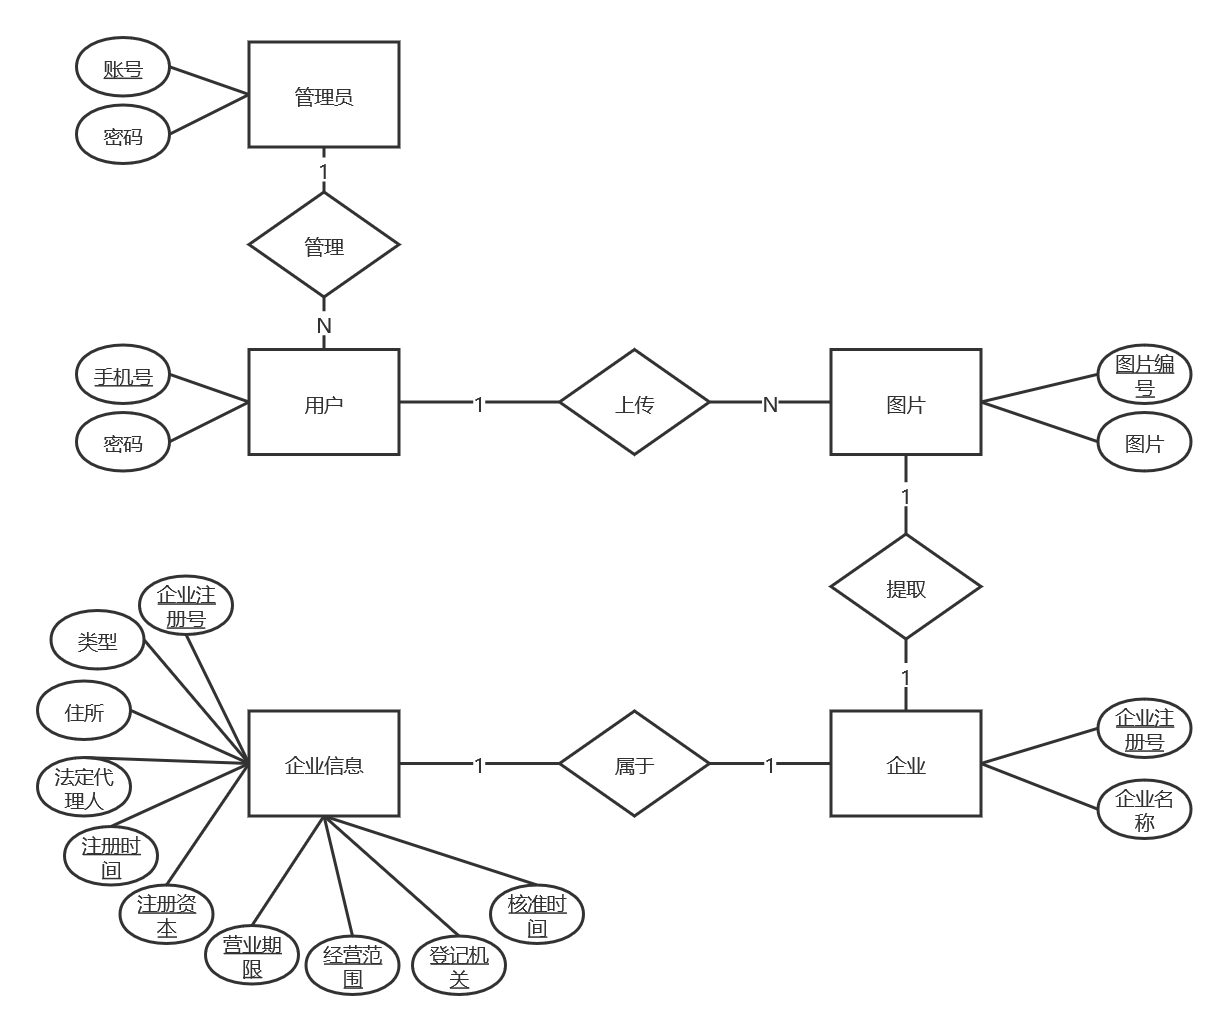 账号
管理员
密码
1
管理
N
手机号
密码
用户
1
上传
N
图片
图片编
号
图片
1
提取
1
企业注
册号
类型
住所
法定代
理人
注册时
间
注册资
本
营业期
限
经营范
围
登记机
关
核准时
间
企业信息
1
属于
1
企业
企业注
册号
企业名
称